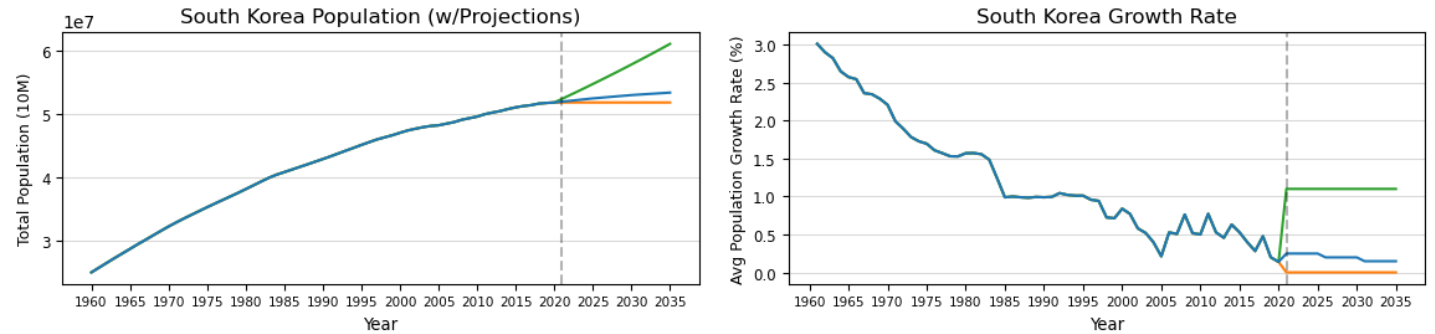 South Korea Population (w/Projections)
1e7
Total Population (10M)
6
5
4
3
1960 1965 1970 1975 1980 1985 1990 1995 2000 2005 2010 2015 2020 2025 2030 2035
Year
South Korea Growth Rate
Avg Population Growth Rate (%)
3.0
2.5
2.0
1.5
1.0
0.5
0.0
1960 1965 1970 1975 1980 1985 1990 1995 2000 2005 2010 2015 2020 2025 2030 2035
Year